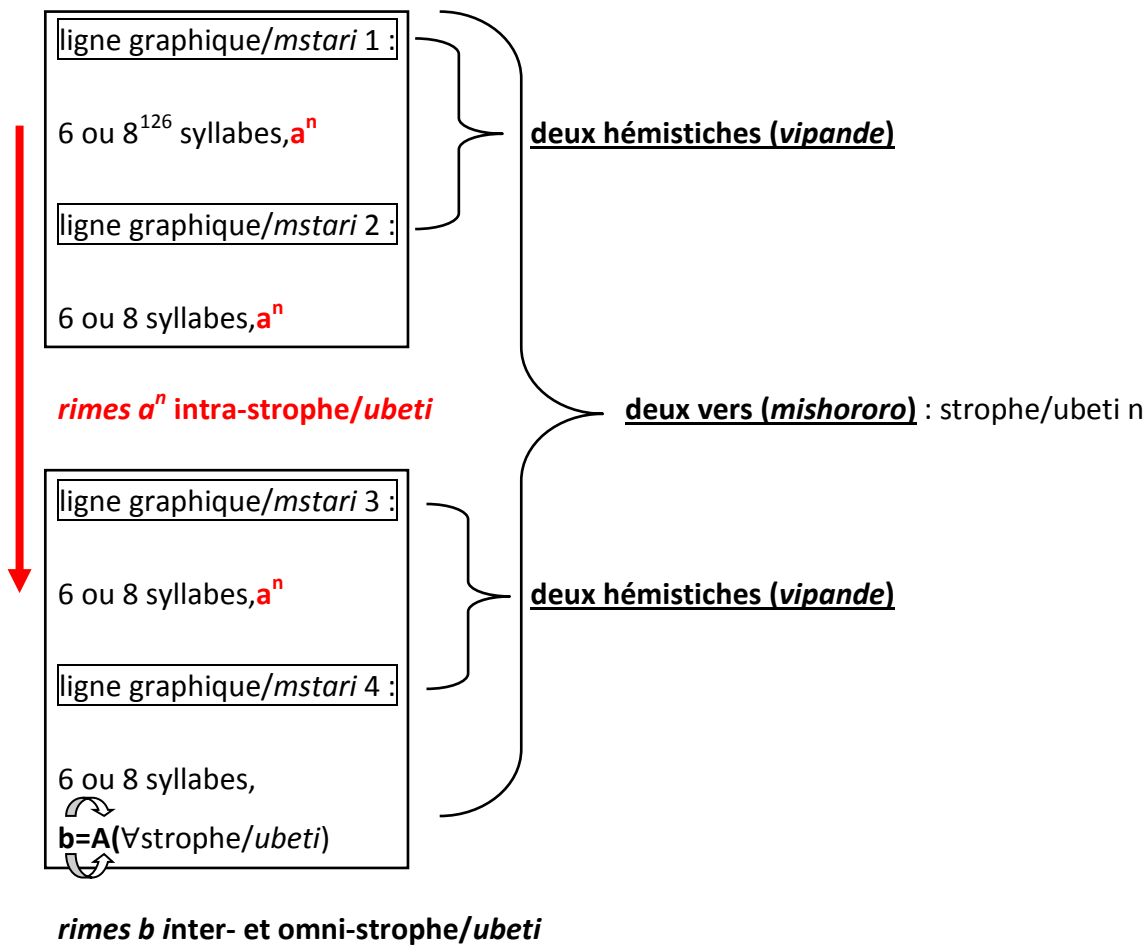 ligne graphique/mstari 1 :
6 ou 8126 syllabes,an
deux hémistiches (vipande)
ligne graphique/mstari 2 :
6 ou 8 syllabes,an
rimes an intra-strophe/ubeti
deux vers (mishororo) : strophe/ubeti n
ligne graphique/mstari 3 :
6 ou 8 syllabes,an
deux hémistiches (vipande)
ligne graphique/mstari 4 :
6 ou 8 syllabes,
b=A(∀strophe/ubeti)
rimes b inter- et omni-strophe/ubeti